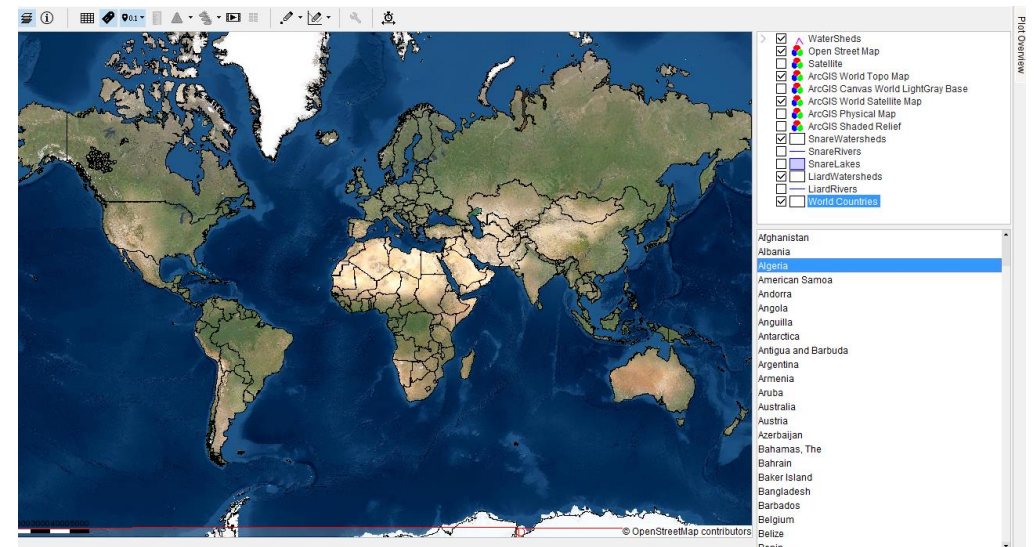 0.1
Plot Overview
WaterSheds
Open Street Map
Satellite
ArcGIS World Topo Map
ArcGIS Canvas World LightGray Base
ArcGIS World Satellite Map
ArcGIS Physical Map
ArcGIS Shaded Relief
SnareWatersheds
SnareRivers
SnareLakes
LiardWatersheds
LiardRivers
World Countries
Afghanistan
Albania
Algeria
American Samoa
Andorra
Angola
Anguilla
Antarctica
Antigua and Barbuda
Argentina
Armenia
Aruba
Australia
Austria
Azerbaijan
Bahamas, The
Bahrain
Baker Island
Bangladesh
Barbados
Belgium
Belize
© OpenStreetMap contributors